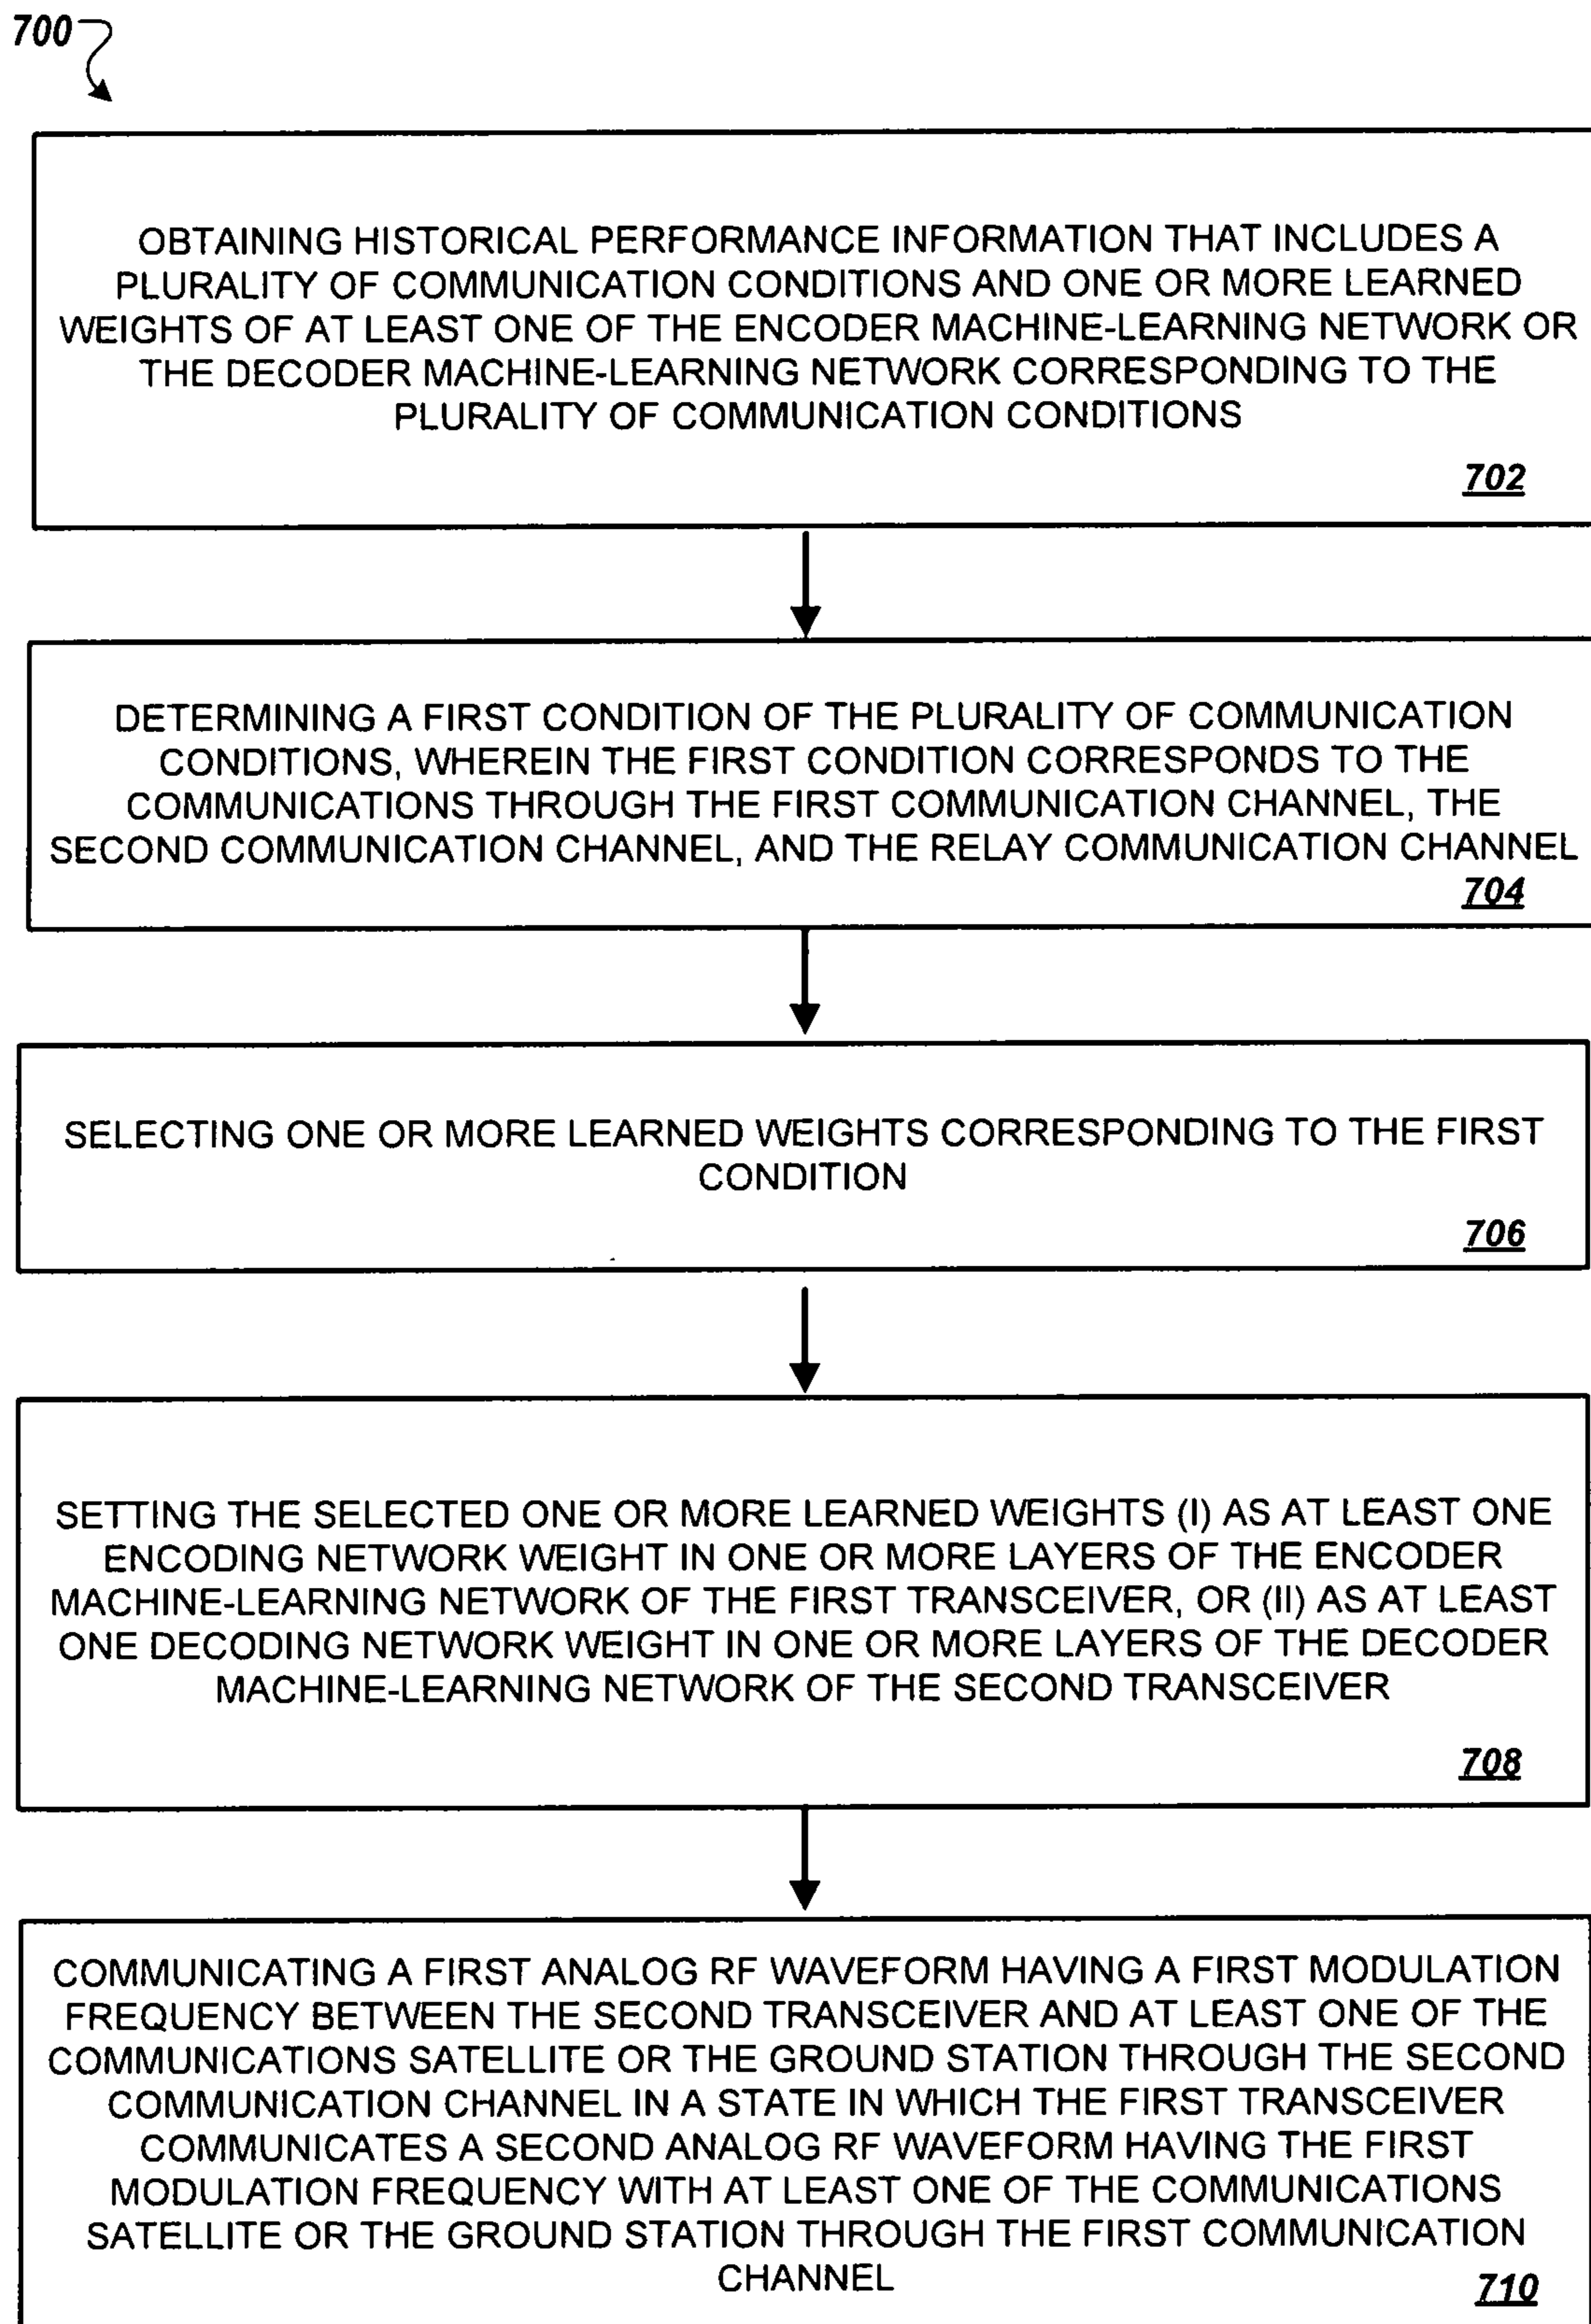 700
OBTAINING HISTORICAL PERFORMANCE INFORMATION THAT INCLUDES A
PLURALITY OF COMMUNICATION CONDITIONS AND ONE OR MORE LEARNED
WEIGHTS OF AT LEAST ONE OF THE ENCODER MACHINE-LEARNING NETWORK OR
THE DECODER MACHINE-LEARNING NETWORK CORRESPONDING TO THE
PLURALITY OF COMMUNICATION CONDITIONS
702
DETERMINING A FIRST CONDITION OF THE PLURALITY OF COMMUNICATION
CONDITIONS, WHEREIN THE FIRST CONDITION CORRESPONDS TO THE
COMMUNICATIONS THROUGH THE FIRST COMMUNICATION CHANNEL, THE
SECOND COMMUNICATION CHANNEL, AND THE RELAY COMMUNICATION CHANNEL
704
SELECTING ONE OR MORE LEARNED WEIGHTS CORRESPONDING TO THE FIRST
CONDITION
706
SETTING THE SELECTED ONE OR MORE LEARNED WEIGHTS (I) AS AT LEAST ONE
ENCODING NETWORK WEIGHT IN ONE OR MORE LAYERS OF THE ENCODER
MACHINE-LEARNING NETWORK OF THE FIRST TRANSCEIVER, OR (II) AS AT LEAST
ONE DECODING NETWORK WEIGHT IN ONE OR MORE LAYERS OF THE DECODER
MACHINE-LEARNING NETWORK OF THE SECOND TRANSCEIVER
708
COMMUNICATING A FIRST ANALOG RF WAVEFORM HAVING A FIRST MODULATION
FREQUENCY BETWEEN THE SECOND TRANSCEIVER AND AT LEAST ONE OF THE
COMMUNICATIONS SATELLITE OR THE GROUND STATION THROUGH THE SECOND
COMMUNICATION CHANNEL IN A STATE IN WHICH THE FIRST TRANSCEIVER
COMMUNICATES A SECOND ANALOG RF WAVEFORM HAVING THE FIRST
MODULATION FREQUENCY WITH AT LEAST ONE OF THE COMMUNICATIONS
SATELLITE OR THE GROUND STATION THROUGH THE FIRST COMMUNICATION
CHANNEL
710